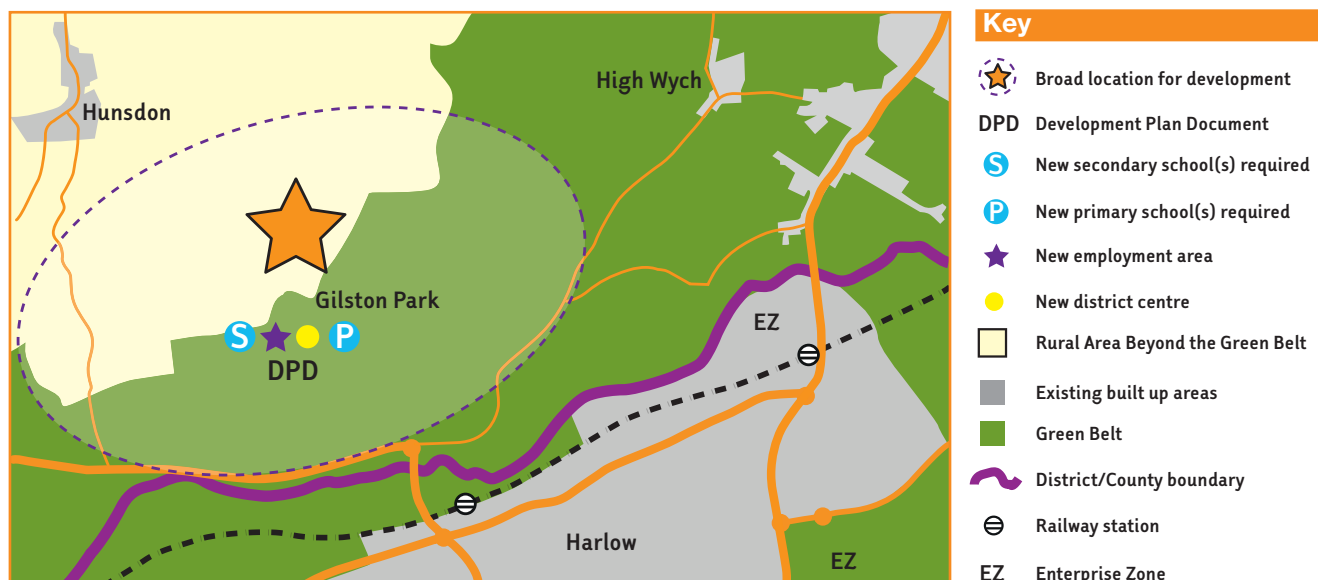 Hunsdon
High Wych
EZ
Gilston Park
S
P
DPD
Harlow
EZ
Key
Broad location for development
DPD Development Plan Document
S New secondary school(s) required
P New primary school(s) required
New employment area
New district centre
Rural Area Beyond the Green Belt
Existing built up areas
Green Belt
District/County boundary
Railway station
EZ Enterprise Zone